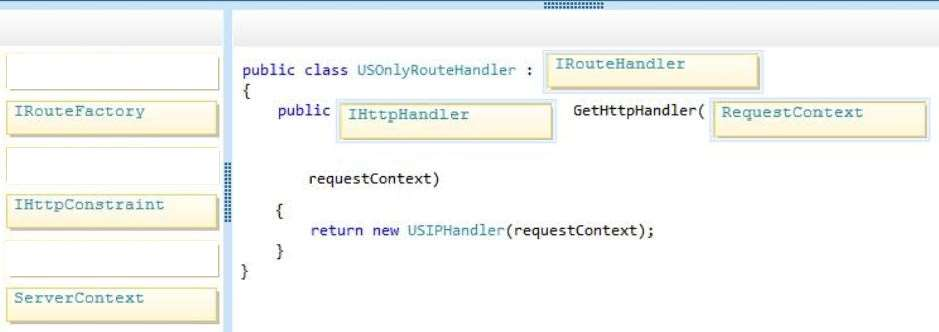 IRouteFactory
IHttpConstraint
ServerContext
public class USOnlyRouteHandler : IRouteHandler
{
public IHttpHandler GetHttpHandler( RequestContext
requestContext)
{
return new USIPHandler(requestContext);
}
}